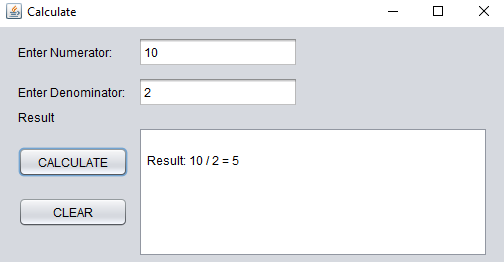 Calculate
Enter Numerator: 10
Enter Denominator: 2
Result
CALCULATE
Result: 10 / 2 = 5
CLEAR